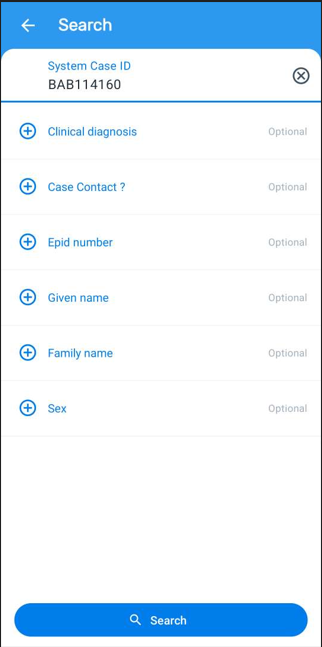 Search
System Case ID
BAB114160
Clinical diagnosis Optional
Case Contact ? Optional
Epid number Optional
Given name Optional
Family name Optional
Sex Optional
Search